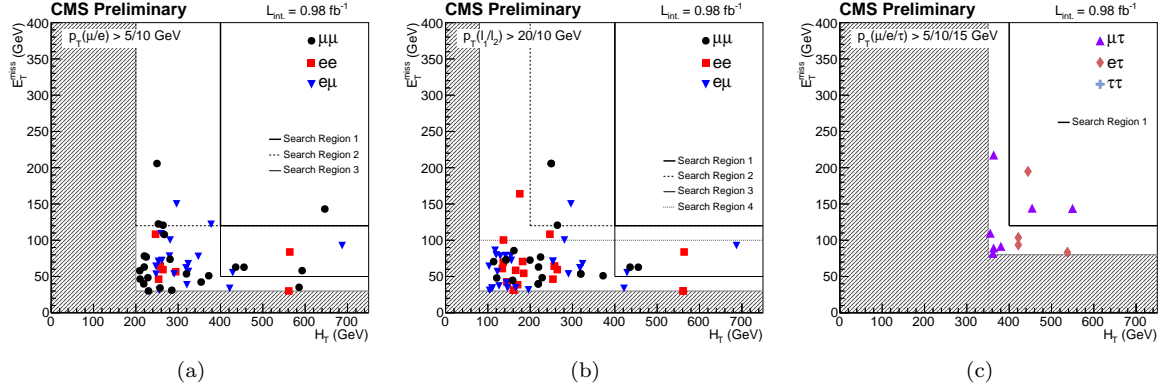 CMS Preliminary
L_int. = 0.98 fb⁻¹
p_T(μ/e) > 5/10 GeV
μμ
ee
eμ
Search Region 1
Search Region 2
Search Region 3
E_T^miss (GeV)
400
350
300
250
200
150
100
50
0
0 100 200 300 400 500 600 700
H_T (GeV)
(a)
CMS Preliminary
L_int. = 0.98 fb⁻¹
p_T(l_1/l_2) > 20/10 GeV
μμ
ee
eμ
Search Region 1
Search Region 2
Search Region 3
Search Region 4
E_T^miss (GeV)
400
350
300
250
200
150
100
50
0
0 100 200 300 400 500 600 700
H_T (GeV)
(b)
CMS Preliminary
L_int. = 0.98 fb⁻¹
p_T(μ/e/τ) > 5/10/15 GeV
μτ
eτ
ττ
Search Region 1
E_T^miss (GeV)
400
350
300
250
200
150
100
50
0
0 100 200 300 400 500 600 700
H_T (GeV)
(c)